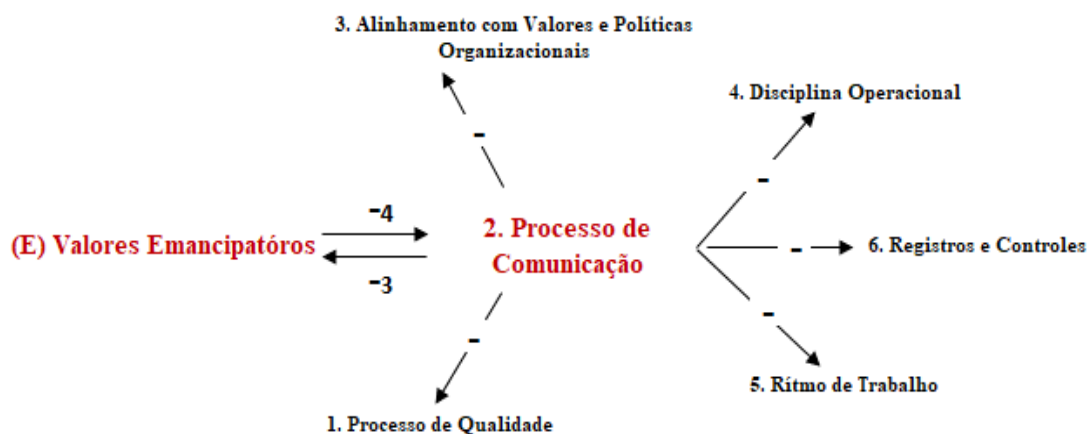 3. Alinhamento com Valores e Políticas
Organizacionais
4. Disciplina Operacional
-
-
-4
(E) Valores Emancipatóros
2. Processo de
Comunicação
-
6. Registros e Controles
-3
-
-
5. Rítmo de Trabalho
1. Processo de Qualidade